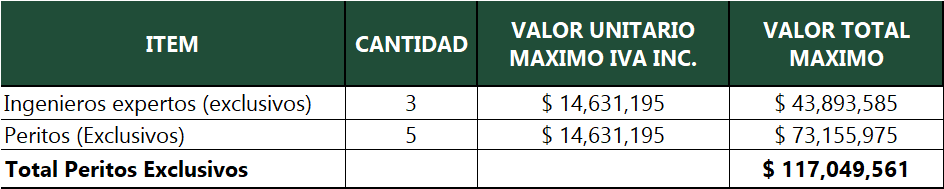 ITEM CANTIDAD VALOR UNITARIO MAXIMO IVA INC. VALOR TOTAL MAXIMO
Ingenieros expertos (exclusivos) 3 $ 14,631,195 $ 43,893,585
Peritos (Exclusivos) 5 $ 14,631,195 $ 73,155,975
Total Peritos Exclusivos $ 117,049,561